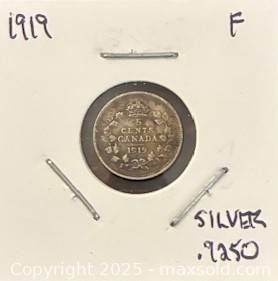 1919 F
5
CENTS
CANADA
1919
SILVER
.9250
Copyright 2025 - maxsold.com